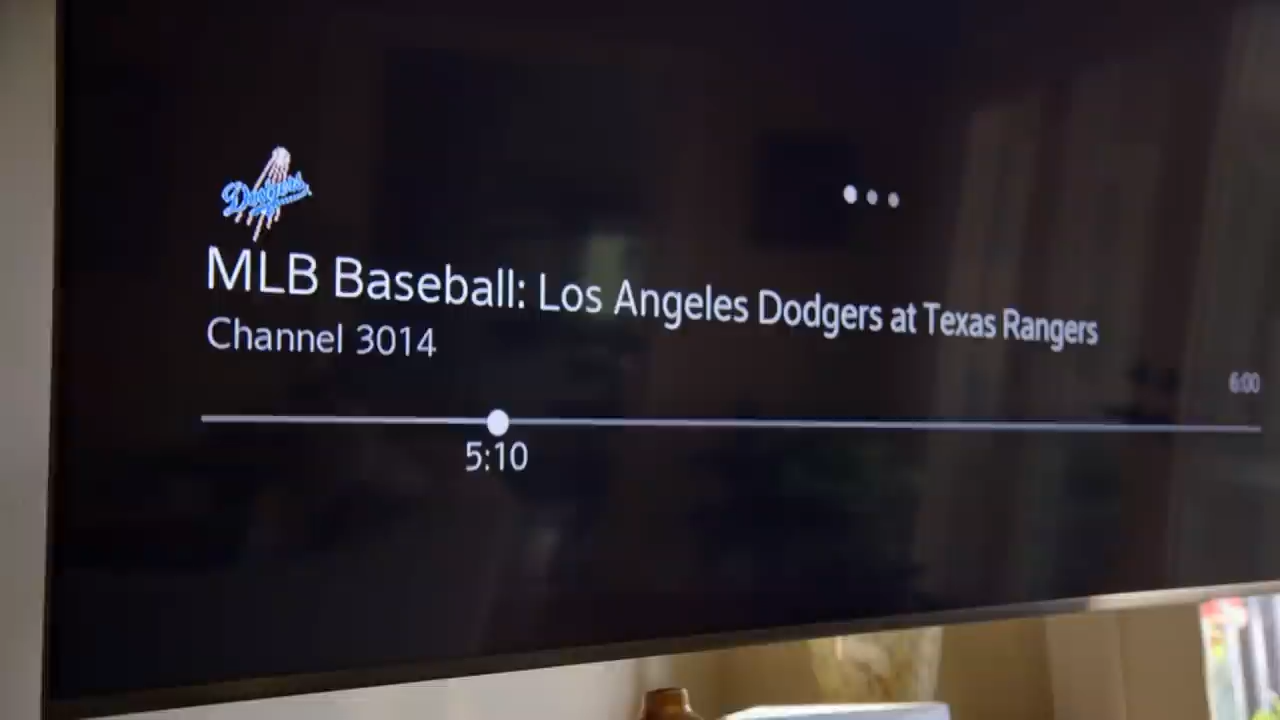 Dodgers
MLB Baseball: Los Angeles Dodgers at Texas Rangers
Channel 3014
6:00
5:10